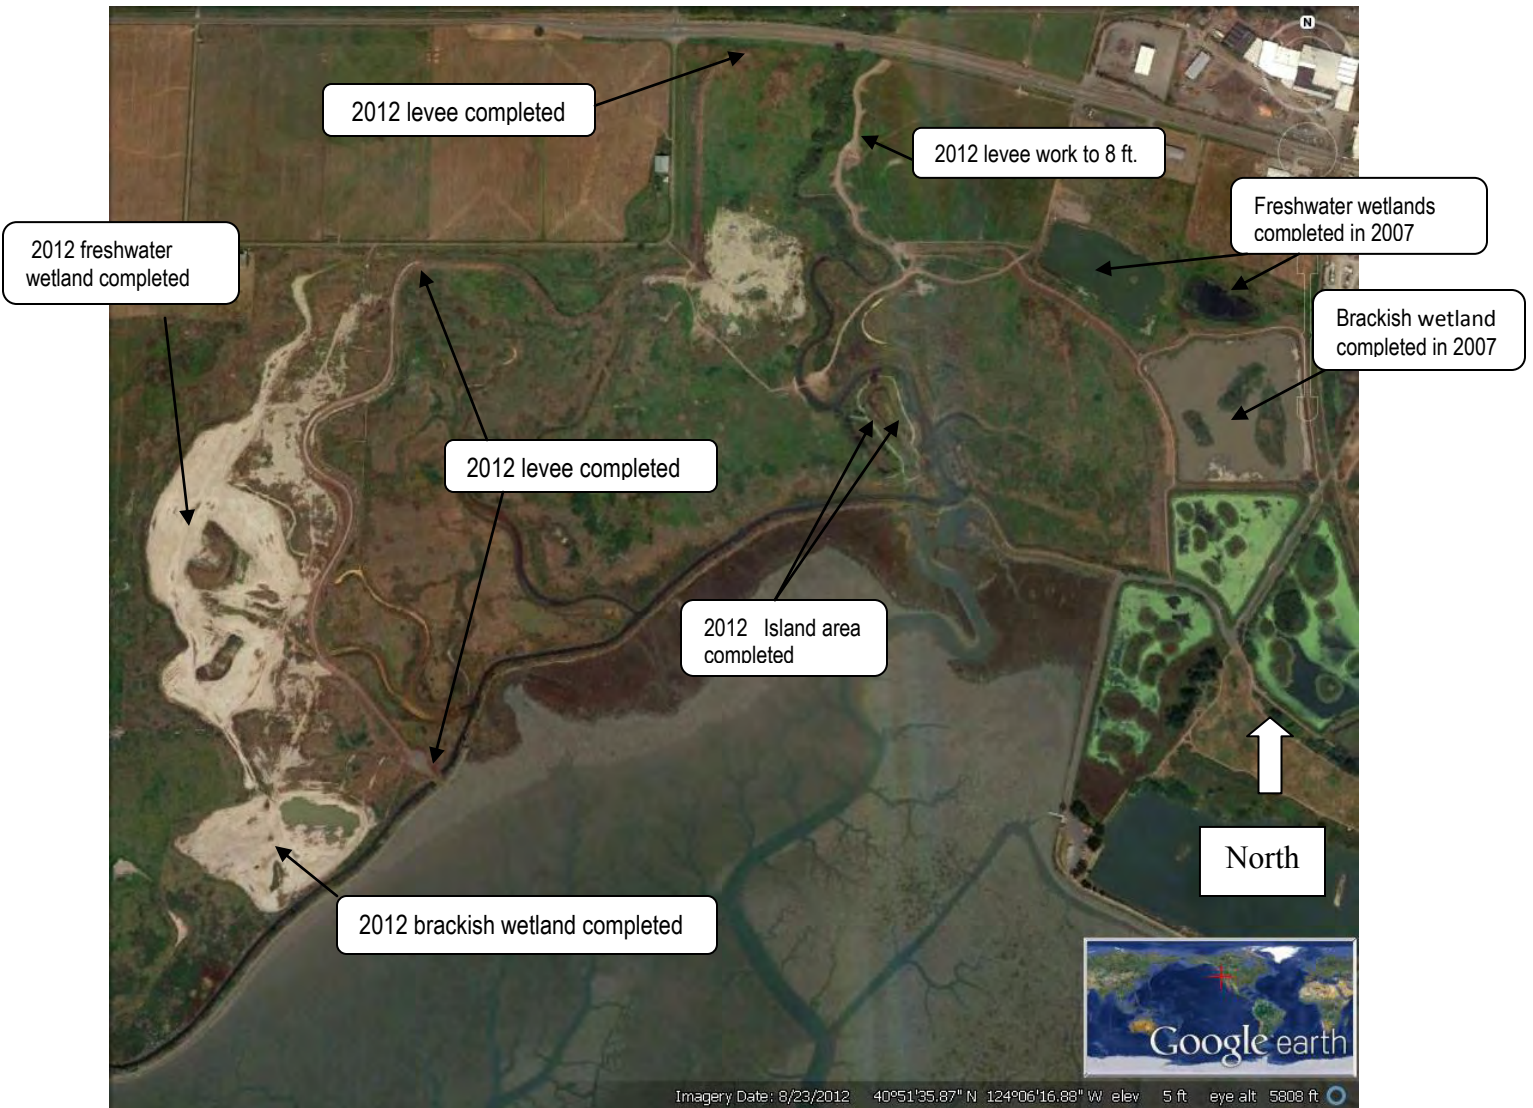 N
2012 levee completed
2012 levee work to 8 ft.
Freshwater wetlands
completed in 2007
2012 freshwater
wetland completed
Brackish wetland
completed in 2007
2012 levee completed
2012 Island area
completed
North
2012 brackish wetland completed
Google earth
Imagery Date: 8/23/2012 40°51'35.87" N 124°06'16.88" W elev 5 ft eye alt 5808 ft